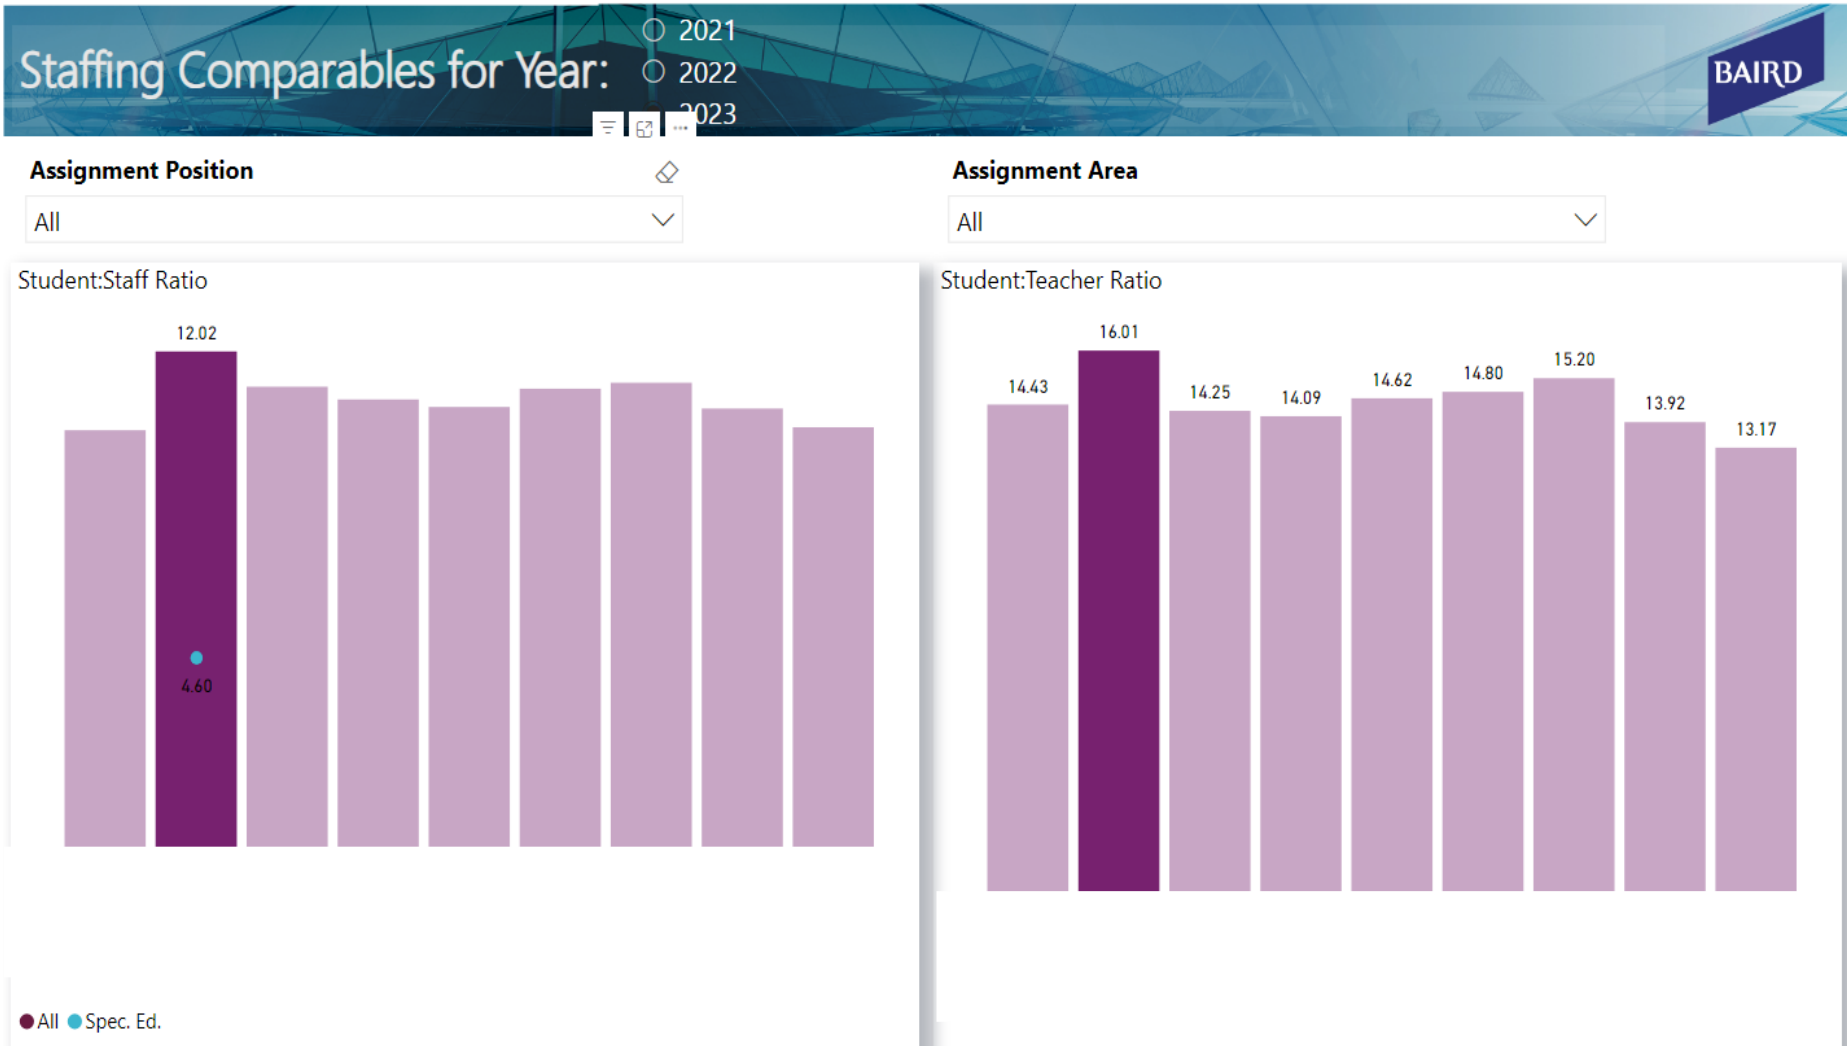 Staffing Comparables for Year:
2021
2022
2023
BAIRD
Assignment Position
All
Assignment Area
All
Student:Staff Ratio
12.02
4.60
All
Spec. Ed.
Student:Teacher Ratio
14.43
16.01
14.25
14.09
14.62
14.80
15.20
13.92
13.17